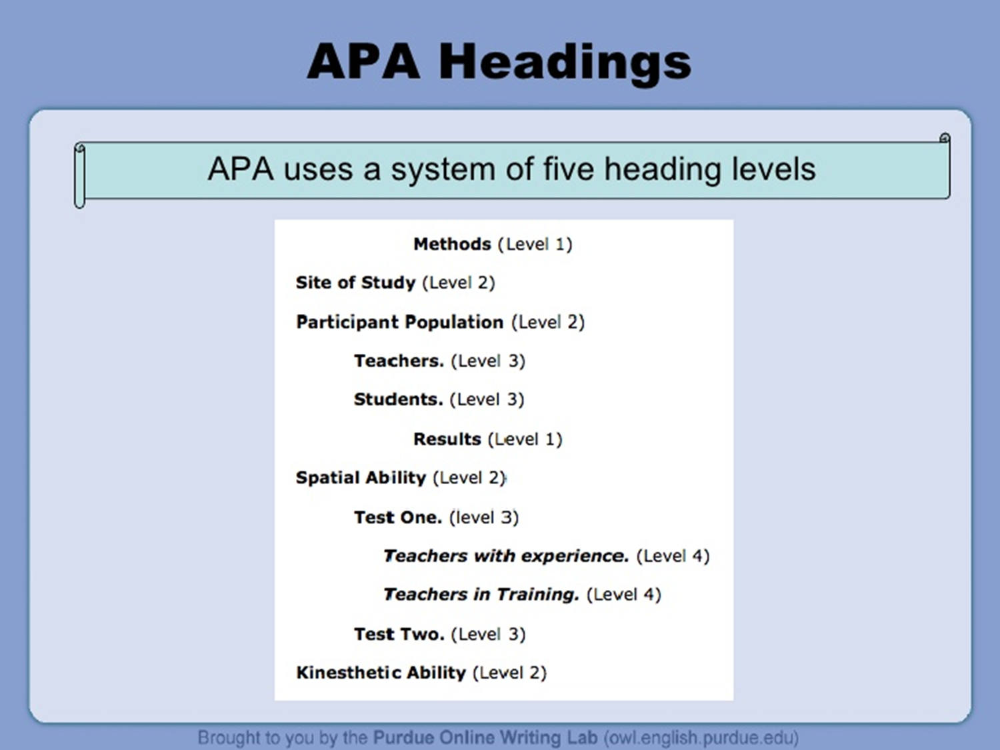 APA Headings
APA uses a system of five heading levels
Methods (Level 1)
Site of Study (Level 2)
Participant Population (Level 2)
Teachers. (Level 3)
Students. (Level 3)
Results (Level 1)
Spatial Ability (Level 2)
Test One. (level 3)
Teachers with experience. (Level 4)
Teachers in Training. (Level 4)
Test Two. (Level 3)
Kinesthetic Ability (Level 2)
Brought to you by the Purdue Online Writing Lab (owl.english.purdue.edu)